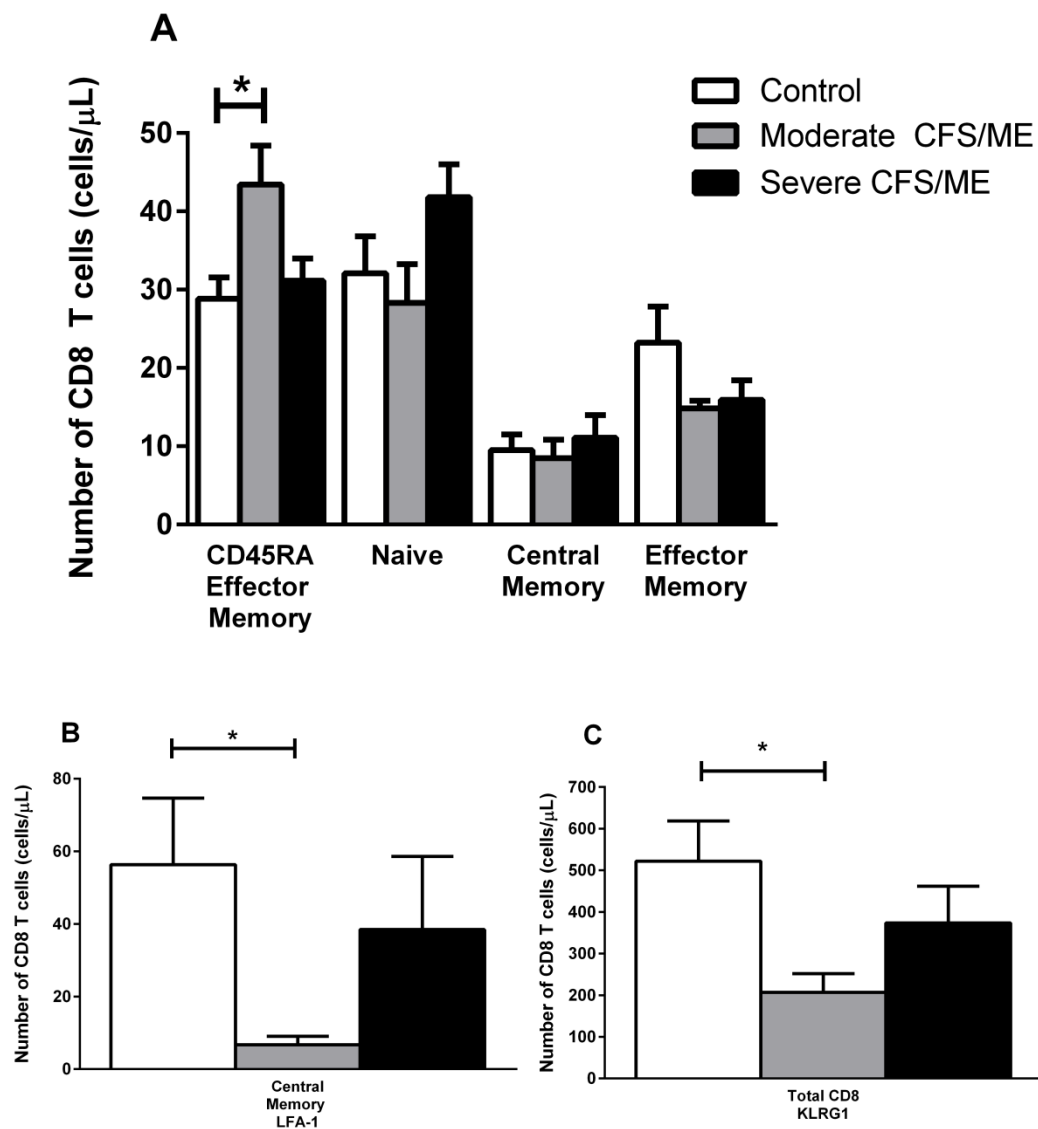 A
Number of CD8 T cells (cells/μL)
*
Control
Moderate CFS/ME
Severe CFS/ME
50
40
30
20
10
0
CD45RA
Effector
Memory
Naive
Central
Memory
Effector
Memory
B
*
Number of CD8 T cells (cells/μL)
80
60
40
20
0
Central
Memory
LFA-1
C
*
Number of CD8 T cells (cells/μL)
700
600
500
400
300
200
100
0
Total CD8
KLRG1